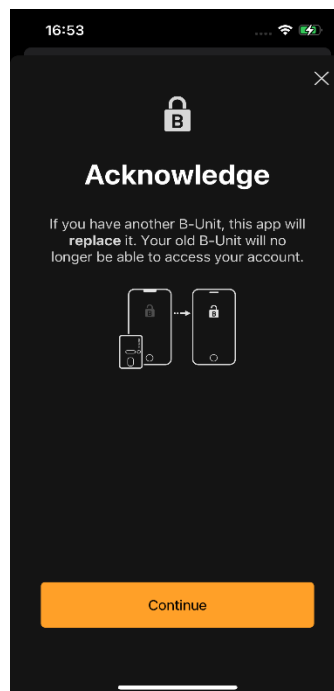 16:53
B
Acknowledge
If you have another B-Unit, this app will
replace it. Your old B-Unit will no
longer be able to access your account.
B
B
Continue